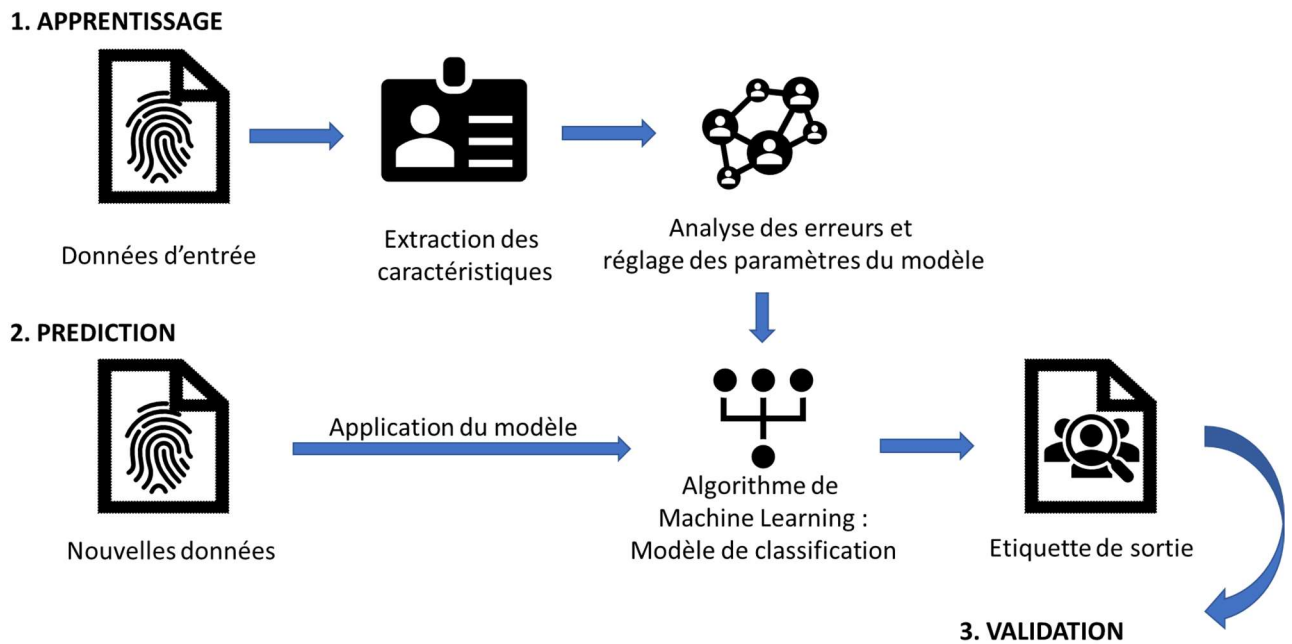 1. APPRENTISSAGE
Données d'entrée
Extraction des
caractéristiques
Analyse des erreurs et
réglage des paramètres du modèle
2. PREDICTION
Application du modèle
Nouvelles données
Algorithme de
Machine Learning :
Modèle de classification
Etiquette de sortie
3. VALIDATION